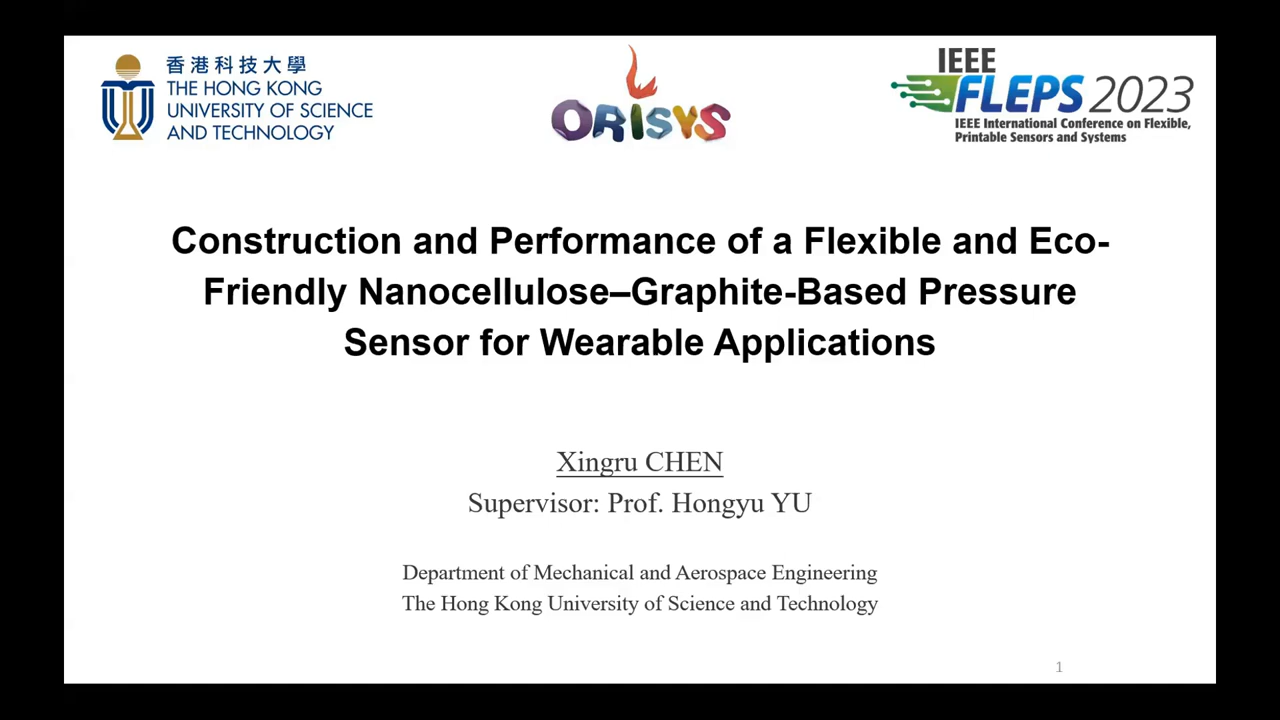 香港科技大學
THE HONG KONG
UNIVERSITY OF SCIENCE
AND TECHNOLOGY
ORISYS
IEEE
FLEPS 2023
IEEE International Conference on Flexible,
Printable Sensors and Systems
Construction and Performance of a Flexible and Eco-
Friendly Nanocellulose–Graphite-Based Pressure
Sensor for Wearable Applications
Xingru CHEN
Supervisor: Prof. Hongyu YU
Department of Mechanical and Aerospace Engineering
The Hong Kong University of Science and Technology
1